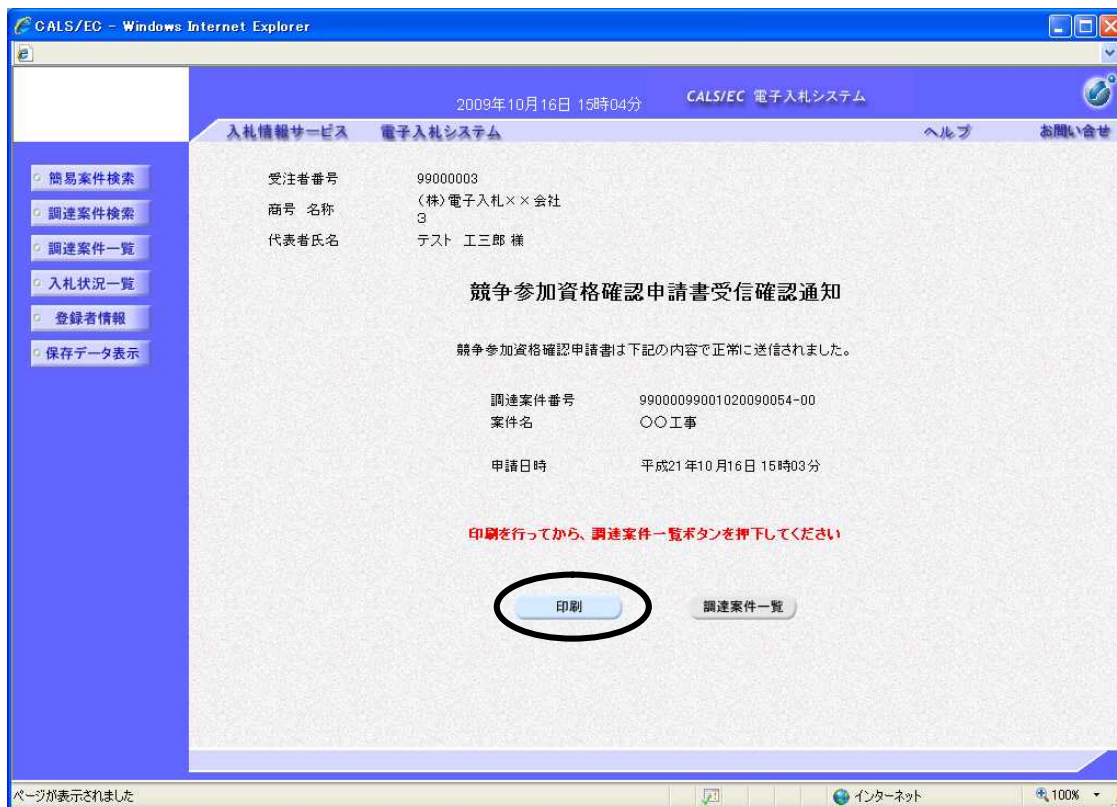 CALS/EC - Windows Internet Explorer
2009年10月16日 15時04分
CALS/EC 電子入札システム
入札情報サービス 電子入札システム ヘルプ お問い合せ
簡易案件検索
調達案件検索
調達案件一覧
入札状況一覧
登録者情報
保存データ表示
受注者番号 99000003
商号 名称 (株)電子入札××会社
3
代表者氏名 テスト 工三郎 様
競争参加資格確認申請書受信確認通知
競争参加資格確認申請書は下記の内容で正常に送信されました。
調達案件番号 99000099001020090054-00
案件名 〇〇工事
申請日時 平成21年10月16日 15時03分
印刷を行ってから、調達案件一覧ボタンを押下してください
印刷 調達案件一覧
ページが表示されました インターネット 100%